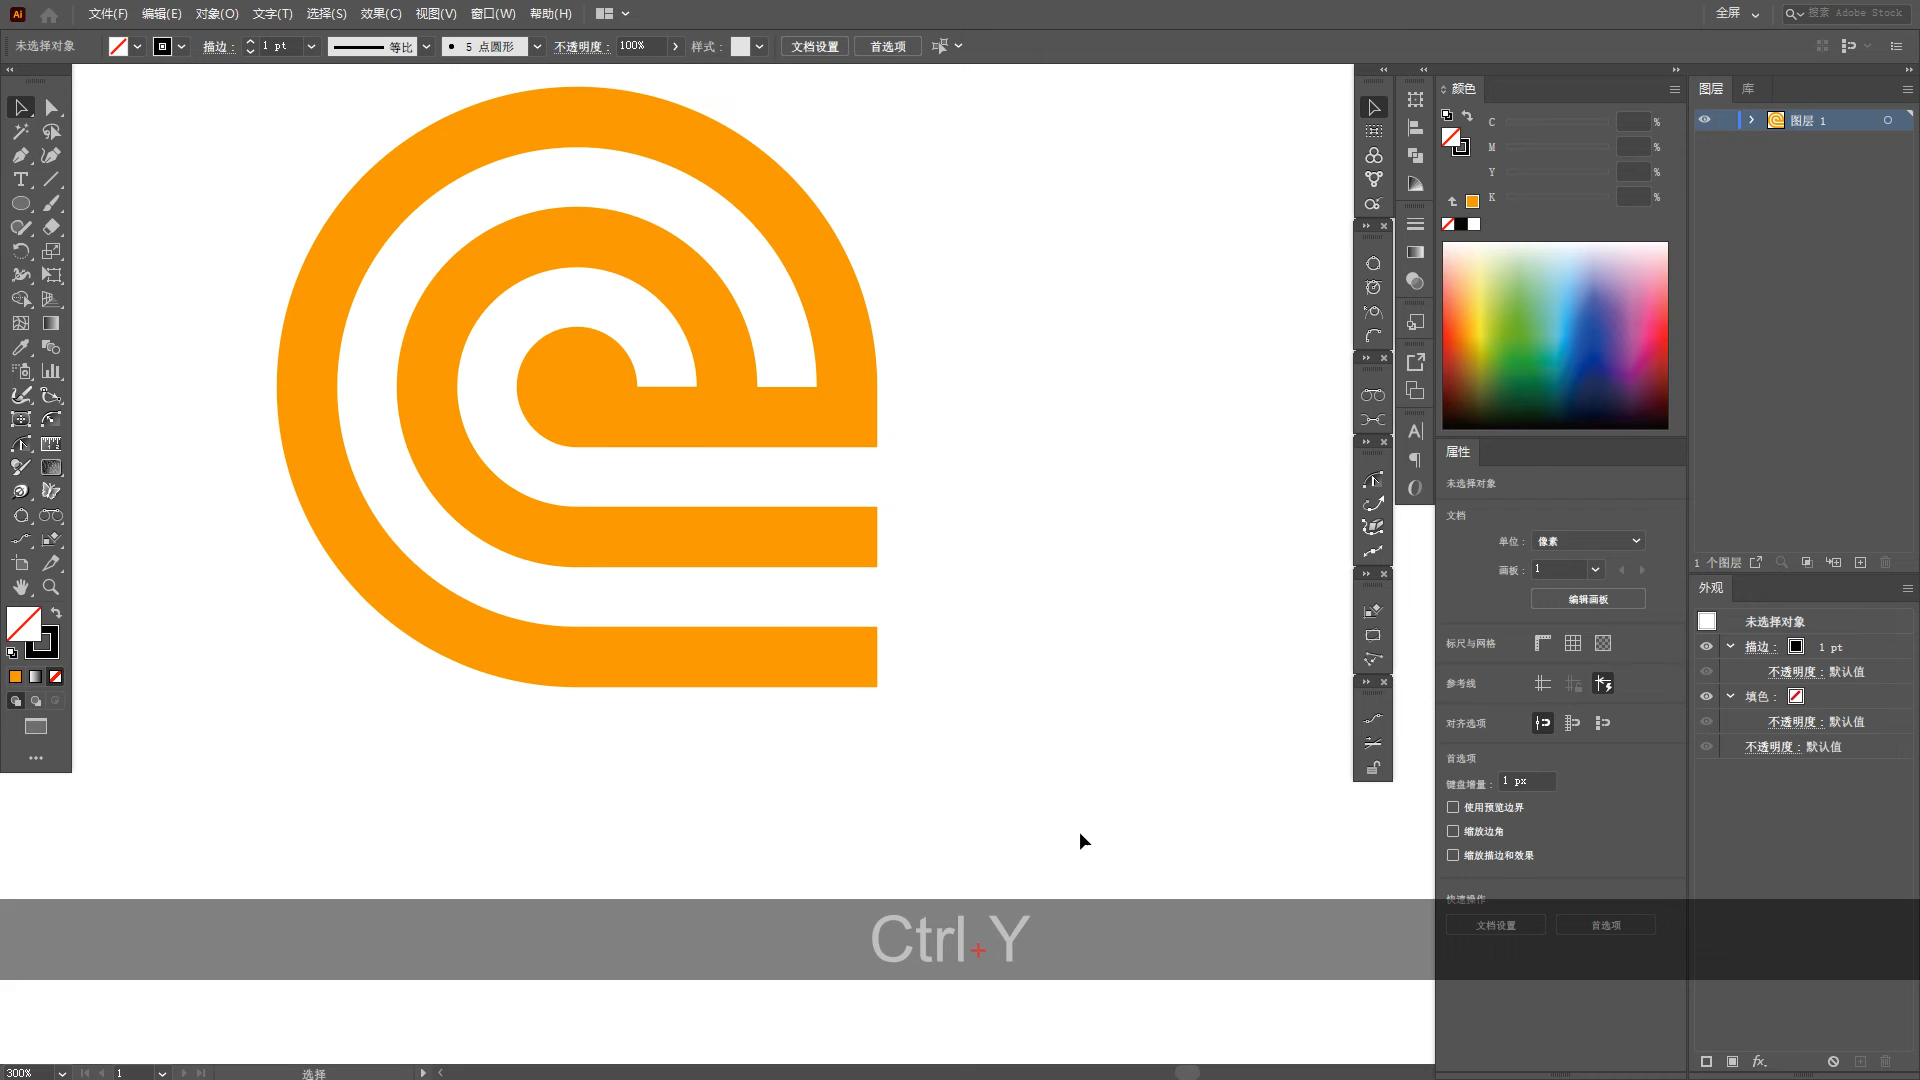 Ai 文件(F) 编辑(E) 对象(O) 文字(T) 选择(S) 效果(C) 视图(V) 窗口(W) 帮助(H) 全屏 搜索 Adobe Stock
未选择对象 描边: 1 pt 等比 5 点圆形 不透明度: 100% 样式: 文档设置 首选项
颜色
C %
M %
Y %
K %
属性
未选择对象
文档
单位: 像素
画板: 1
编辑画板
标尺与网格
参考线
对齐选项
首选项
键盘增量: 1 px
使用预览边界
缩放边角
缩放描边和效果
快速操作
文档设置 首选项
图层 库
图层 1
1 个图层
外观
未选择对象
描边: 1 pt
不透明度: 默认值
填色:
不透明度: 默认值
不透明度: 默认值
fx
Ctrl+Y
300% 1 选择